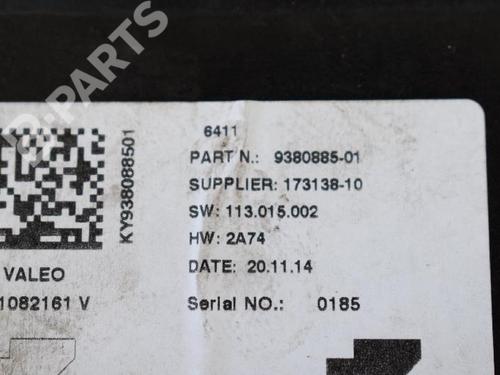 B-PARTS
6411
PART N.: 9380885-01
SUPPLIER: 173138-10
SW: 113.015.002
HW: 2A74
DATE: 20.11.14
Serial NO.: 0185
KY938088501
VALEO
1082161 V